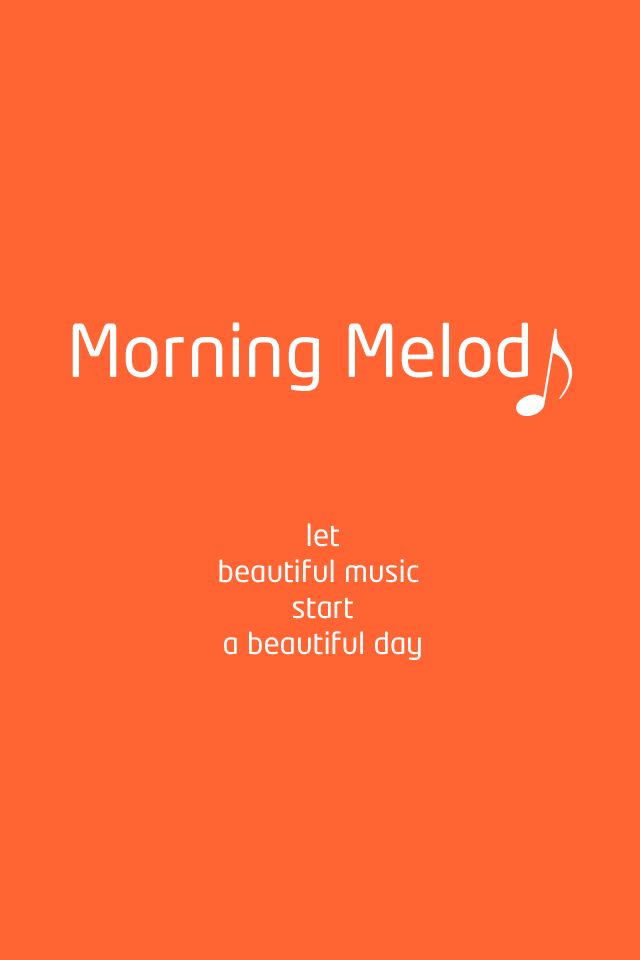 Morning Melod♪
let
beautiful music
start
a beautiful day